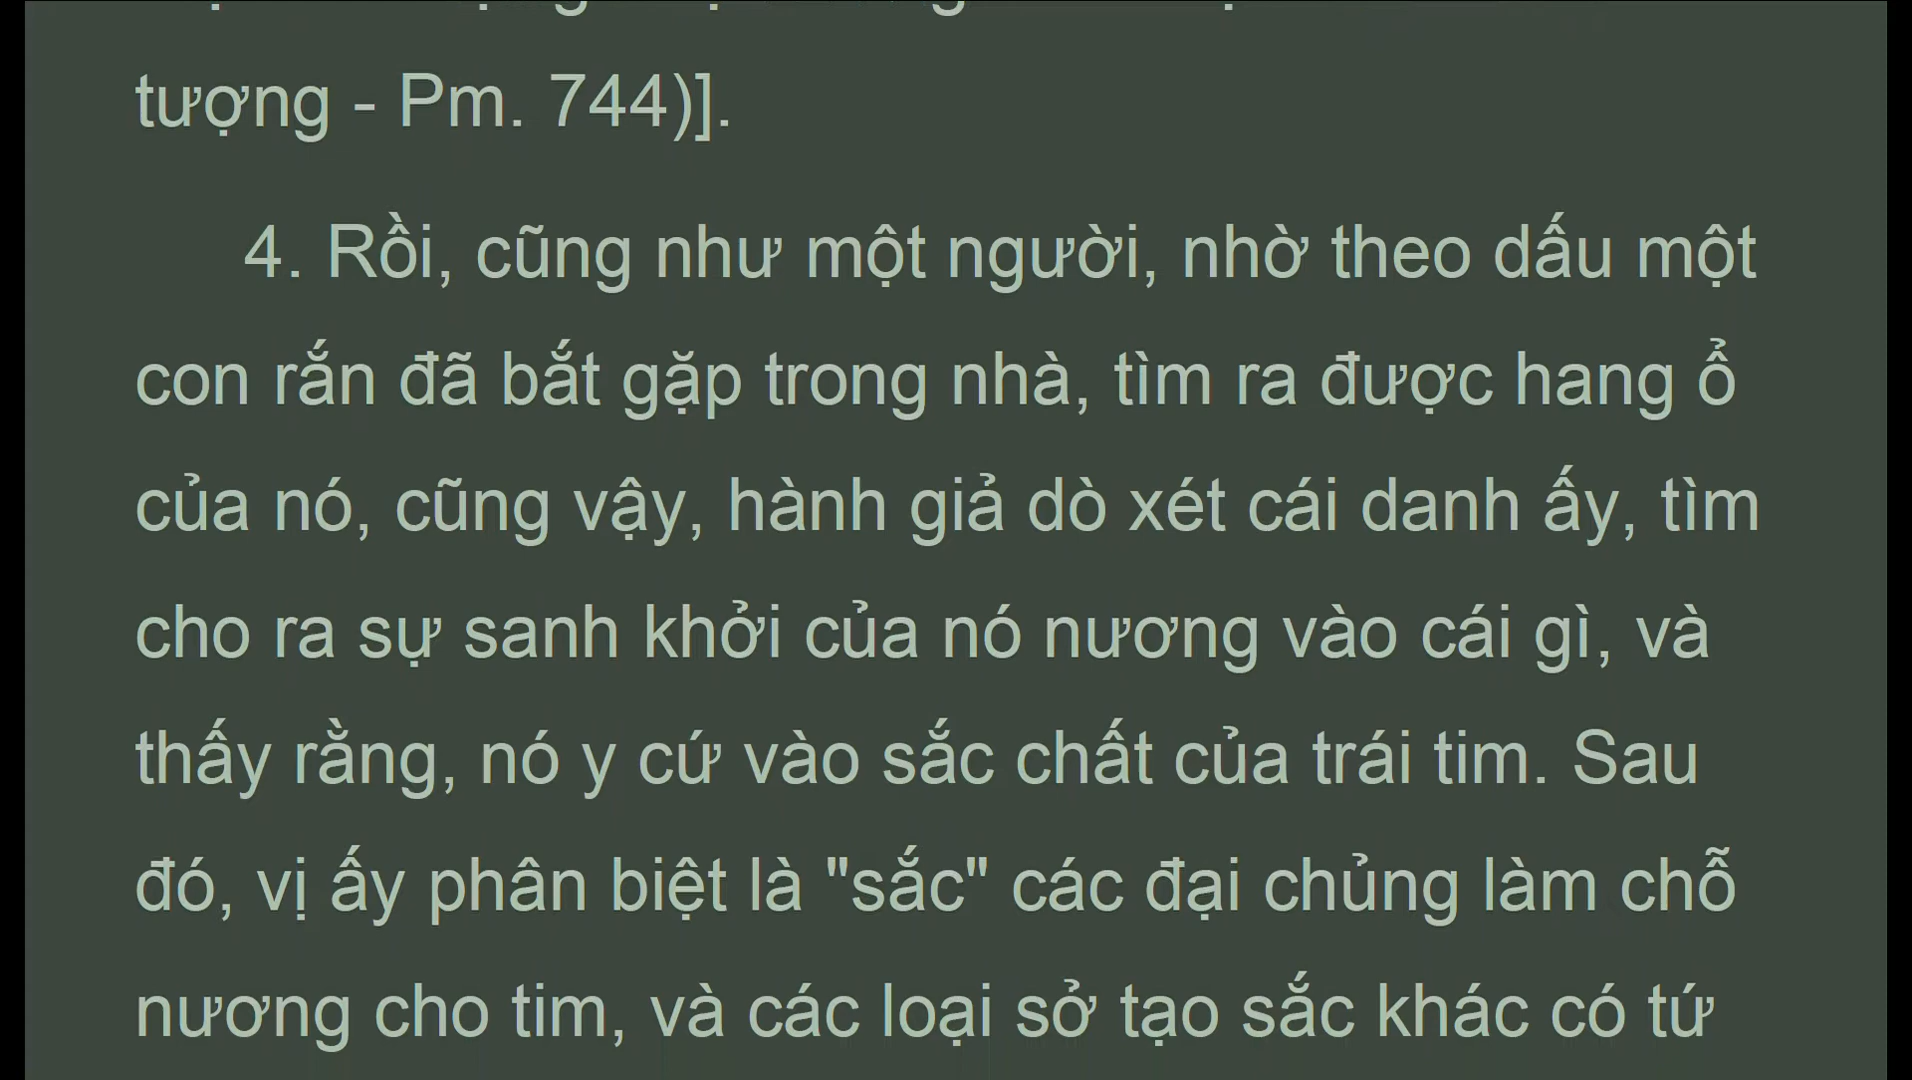 tượng - Pm. 744)].
4. Rồi, cũng như một người, nhờ theo dấu một
con rắn đã bắt gặp trong nhà, tìm ra được hang ổ
của nó, cũng vậy, hành giả dò xét cái danh ấy, tìm
cho ra sự sanh khởi của nó nương vào cái gì, và
thấy rằng, nó y cứ vào sắc chất của trái tim. Sau
đó, vị ấy phân biệt là "sắc" các đại chủng làm chỗ
nương cho tim, và các loại sở tạo sắc khác có tứ